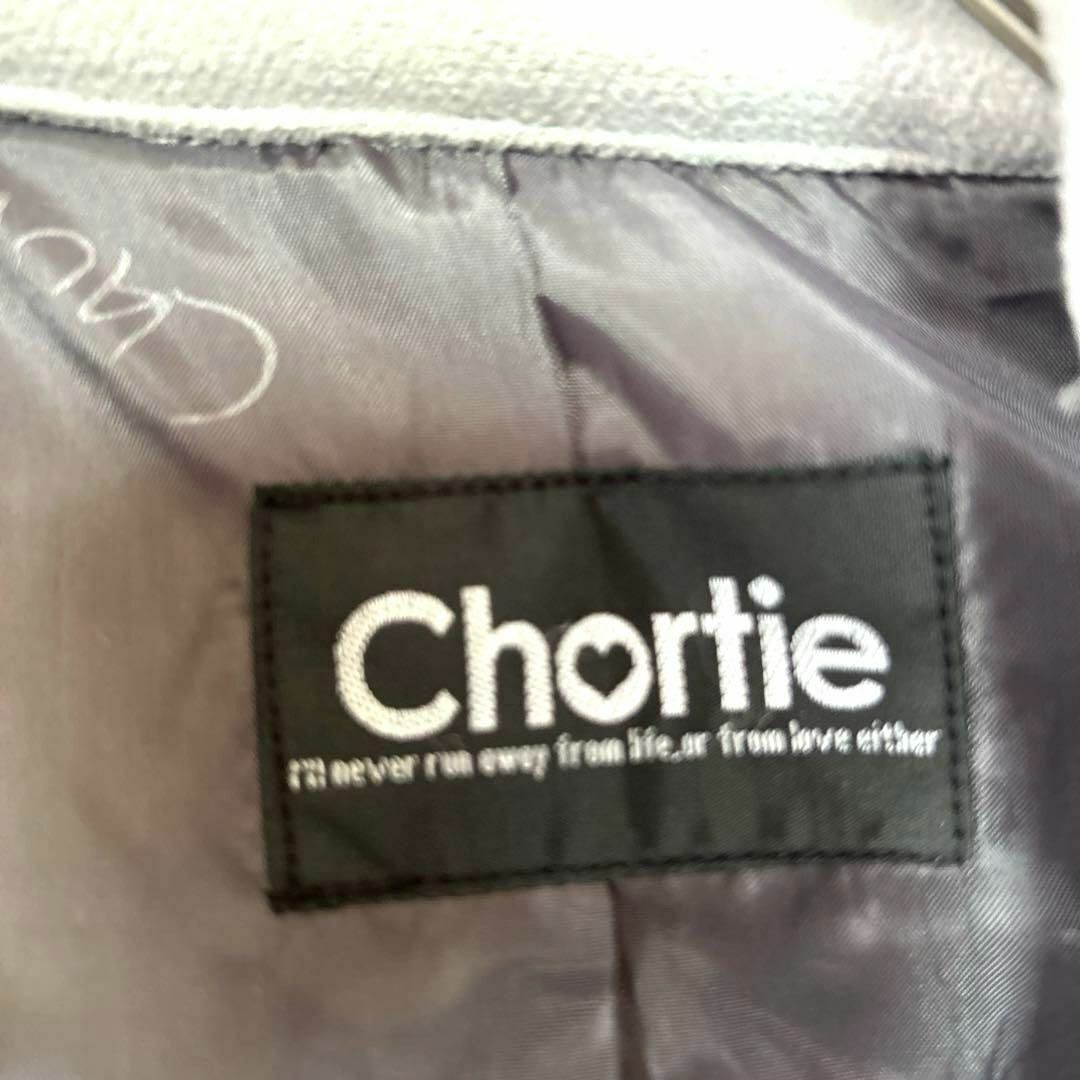 Chortie
I'll never run away from life.or from love either